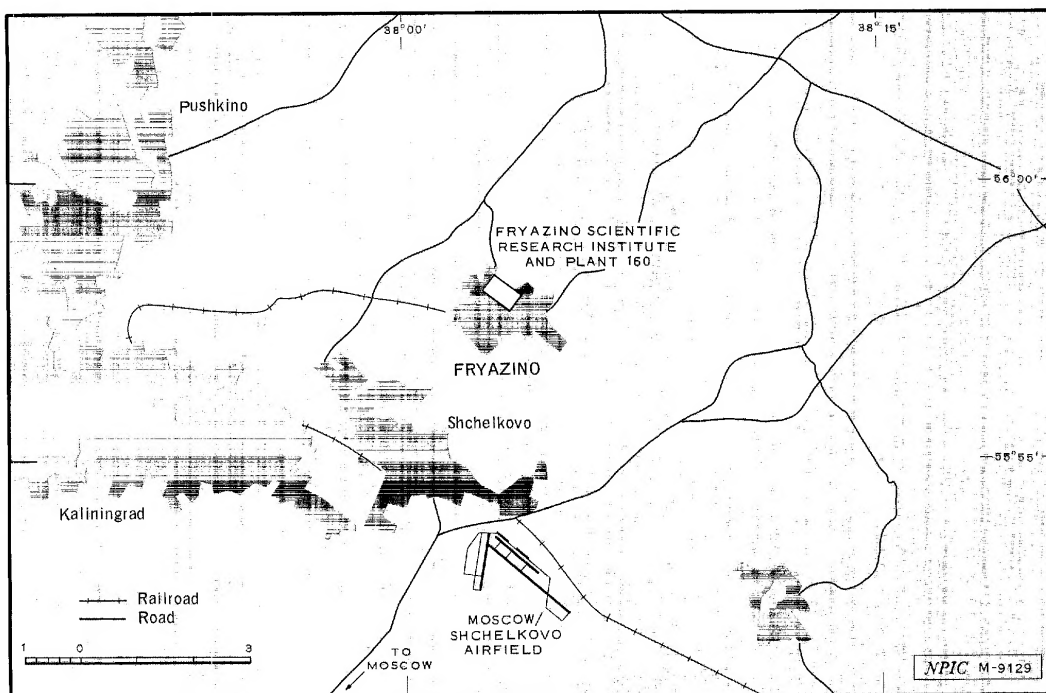 38°00'
38°15'
Pushkino
56°00'
FRYAZINO SCIENTIFIC
RESEARCH INSTITUTE
AND PLANT 160
FRYAZINO
Shchelkovo
55°55'
Kaliningrad
Railroad
Road
1 0 3
MOSCOW/
SHCHELKOVO
AIRFIELD
TO
MOSCOW
NPIC M-9129